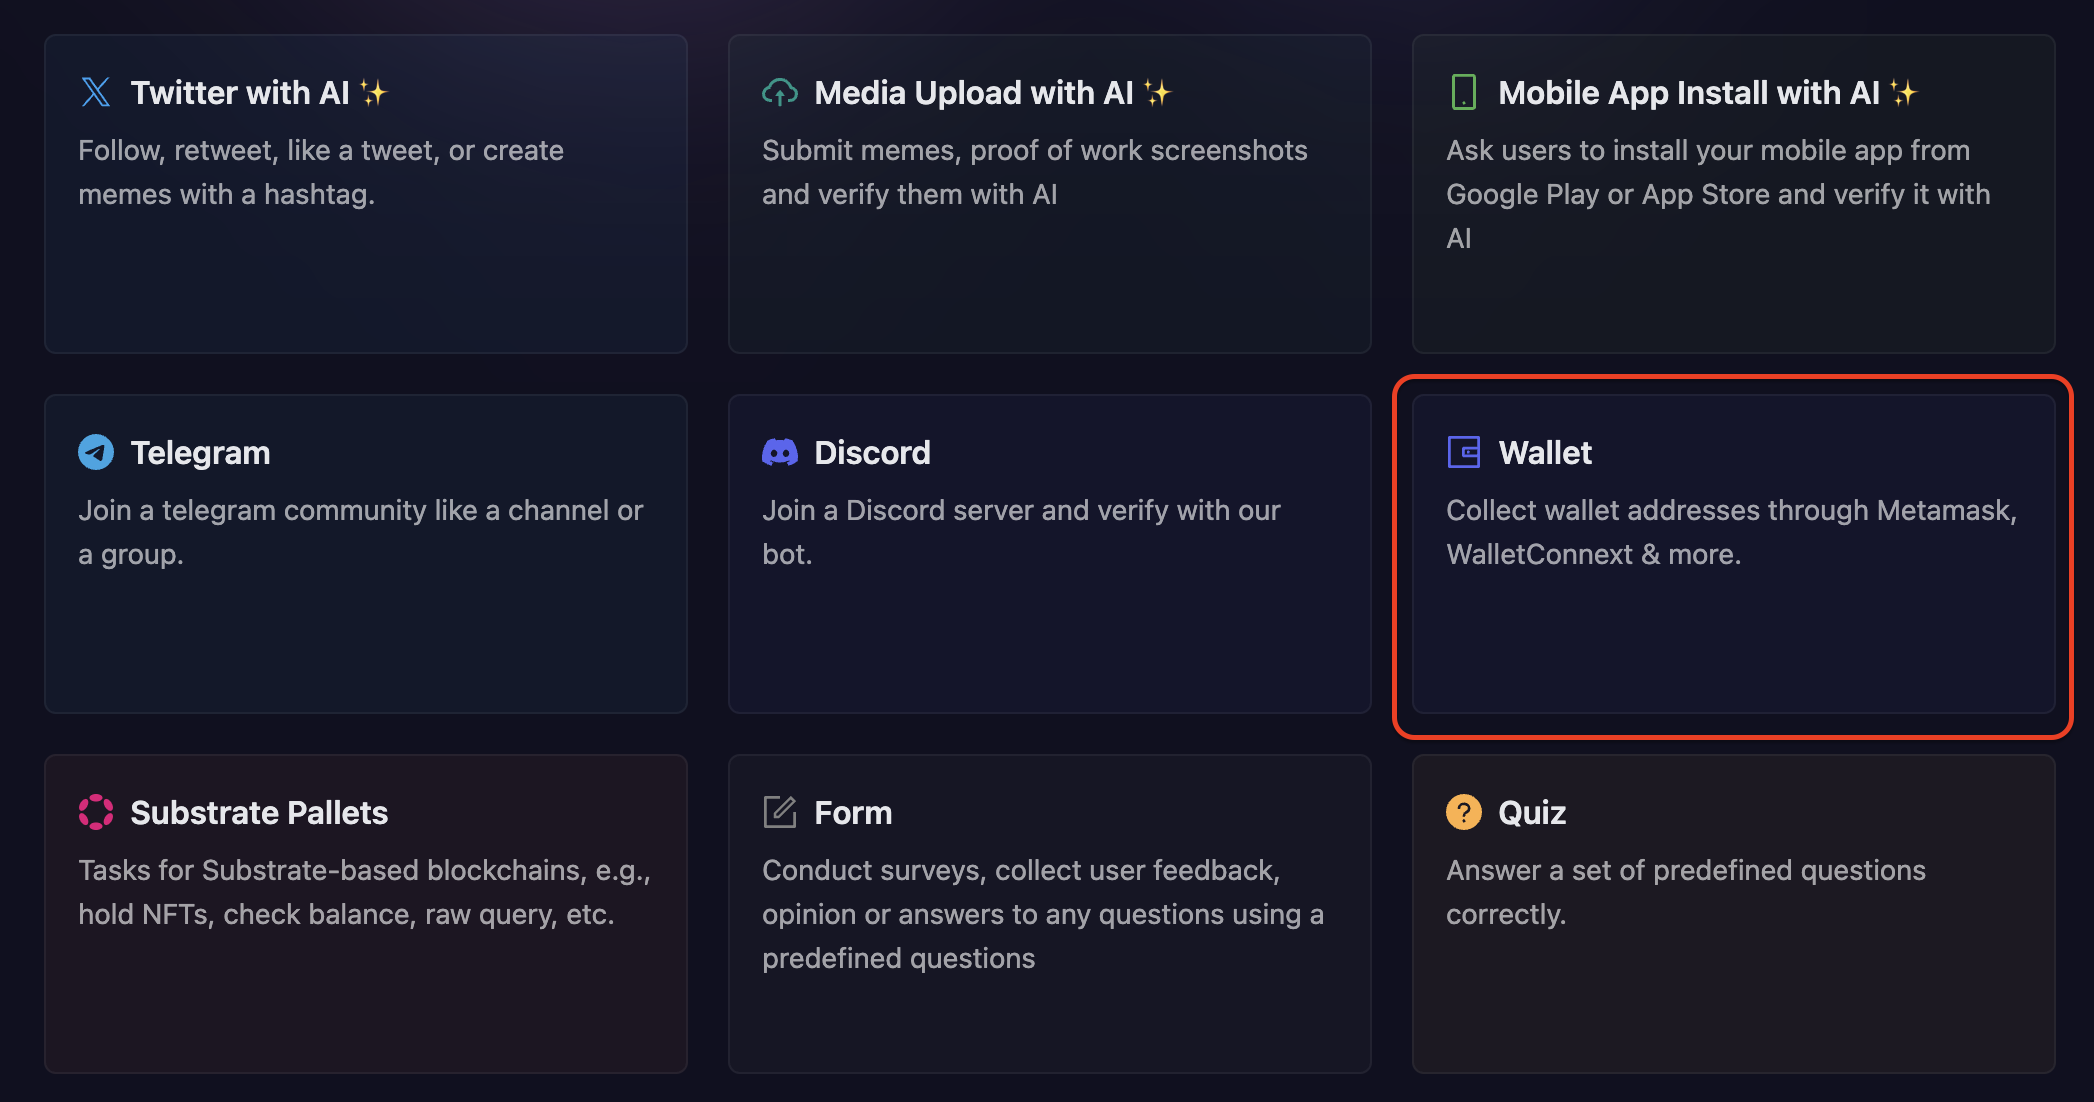 Twitter with AI ✨
Follow, retweet, like a tweet, or create
memes with a hashtag.
Media Upload with AI ✨
Submit memes, proof of work screenshots
and verify them with AI
Mobile App Install with AI ✨
Ask users to install your mobile app from
Google Play or App Store and verify it with
AI
Telegram
Join a telegram community like a channel or
a group.
Discord
Join a Discord server and verify with our
bot.
Wallet
Collect wallet addresses through Metamask,
WalletConnext & more.
Substrate Pallets
Tasks for Substrate-based blockchains, e.g.,
hold NFTs, check balance, raw query, etc.
Form
Conduct surveys, collect user feedback,
opinion or answers to any questions using a
predefined questions
Quiz
Answer a set of predefined questions
correctly.